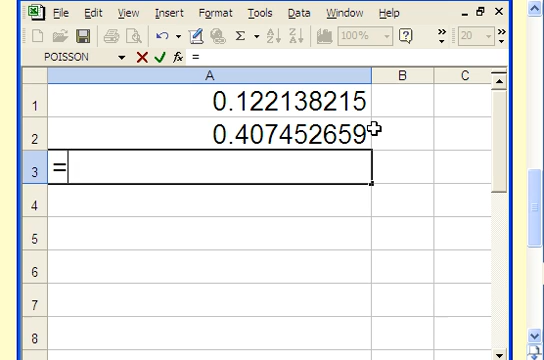 File Edit View Insert Format Tools Data Window Help
Σ 100% 20
POISSON fx =
A B C
1 0.122138215
2 0.407452659
3 =
4
5
6
7
8